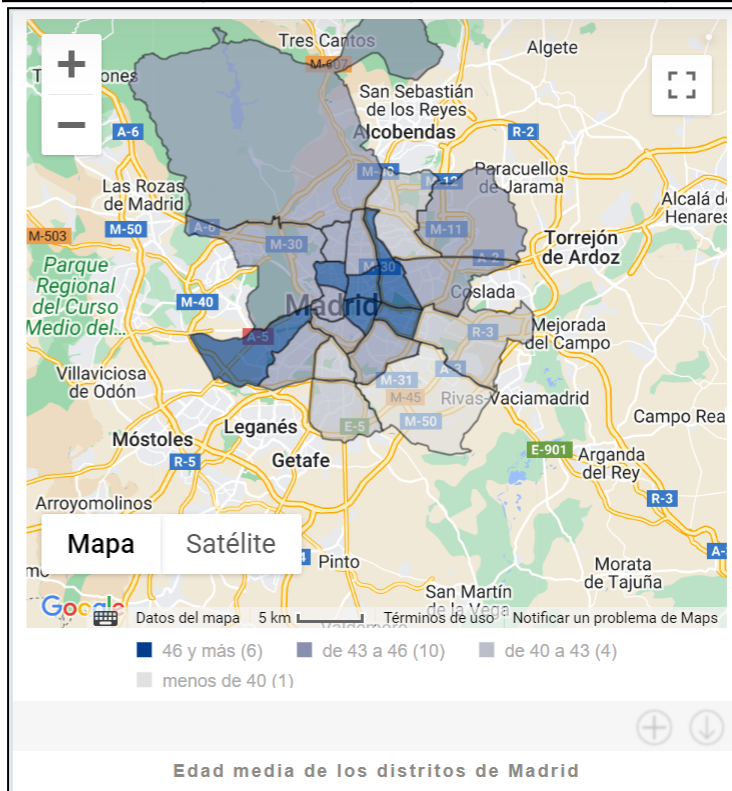 Tres Cantos
Algete
M-607
San Sebastián
de los Reyes
Alcobendas
A-6
R-2
Paracuellos
de Jarama
M-12
Las Rozas
de Madrid
Alcalá
Henares
M-503
M-50
A-6
M-30
M-11
Torrejón
de Ardoz
A-2
M-30
Parque
Regional
del Curso
Medio del...
M-40
Madrid
Coslada
A-5
R-3
Mejorada
del Campo
Villaviciosa
de Odón
M-31
A-3
M-45
Rivas-Vaciamadrid
Campo Rea
Leganés
E-5
M-50
Móstoles
R-5
Getafe
E-901
Arganda
del Rey
R-3
Arroyomolinos
Mapa
Satélite
Pinto
Morata
de Tajuña
San Martín
de la Vega
Google
Datos del mapa 5 km Términos de uso Notificar un problema de Maps
46 y más (6) de 43 a 46 (10) de 40 a 43 (4)
menos de 40 (1)
Edad media de los distritos de Madrid